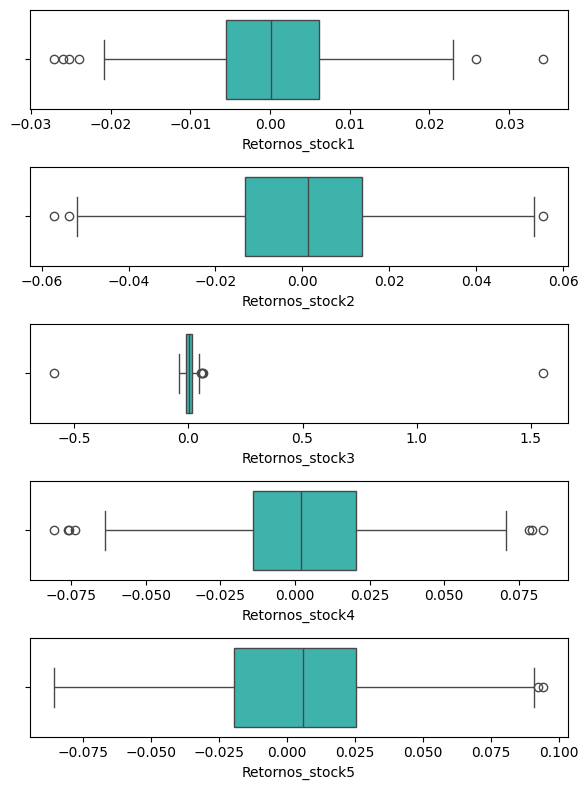 −0.03 −0.02 −0.01 0.00 0.01 0.02 0.03
Retornos_stock1
−0.06 −0.04 −0.02 0.00 0.02 0.04 0.06
Retornos_stock2
−0.5 0.0 0.5 1.0 1.5
Retornos_stock3
−0.075 −0.050 −0.025 0.000 0.025 0.050 0.075
Retornos_stock4
−0.075 −0.050 −0.025 0.000 0.025 0.050 0.075 0.100
Retornos_stock5